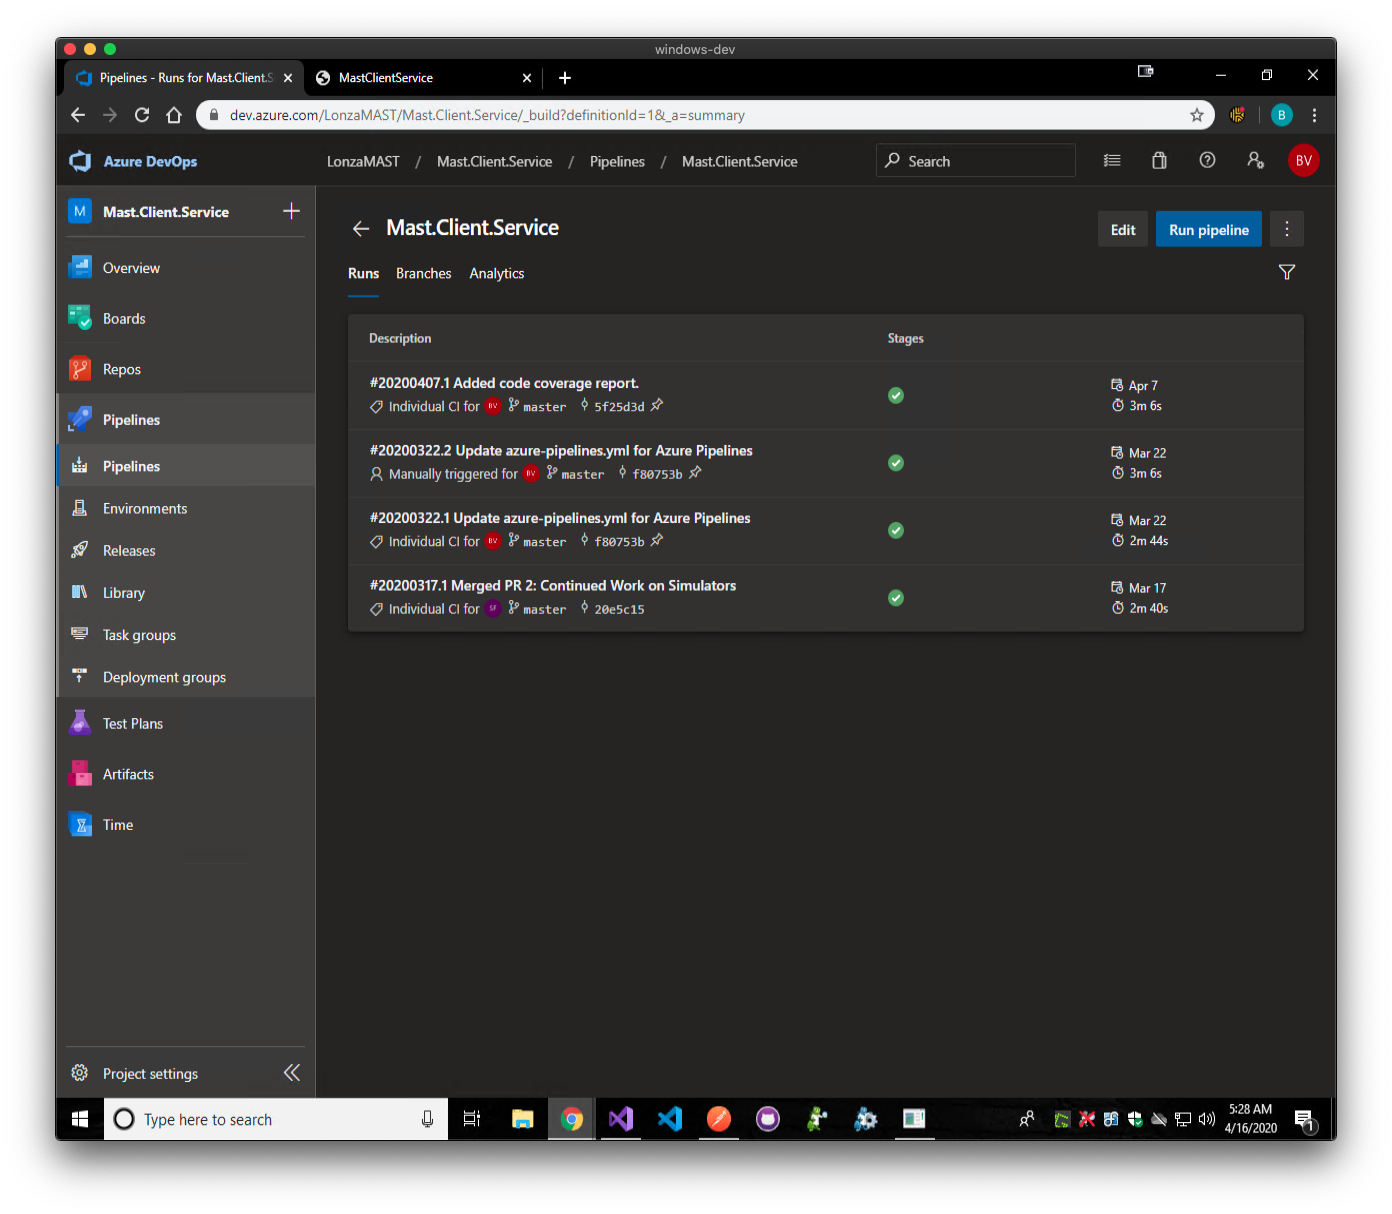 windows-dev
Pipelines - Runs for Mast.Client.S
MastClientService
dev.azure.com/LonzaMAST/Mast.Client.Service/_build?definitionId=1&_a=summary
B
Azure DevOps
LonzaMAST / Mast.Client.Service / Pipelines / Mast.Client.Service
Search
BV
M Mast.Client.Service
Overview
Boards
Repos
Pipelines
Pipelines
Environments
Releases
Library
Task groups
Deployment groups
Test Plans
Artifacts
Time
Project settings
Mast.Client.Service
Edit
Run pipeline
Runs Branches Analytics
Description Stages
#20200407.1 Added code coverage report.
Individual CI for BV master 5f25d3d
Apr 7
3m 6s
#20200322.2 Update azure-pipelines.yml for Azure Pipelines
Manually triggered for BV master f80753b
Mar 22
3m 6s
#20200322.1 Update azure-pipelines.yml for Azure Pipelines
Individual CI for BV master f80753b
Mar 22
2m 44s
#20200317.1 Merged PR 2: Continued Work on Simulators
Individual CI for SF master 20e5c15
Mar 17
2m 40s
Type here to search
5:28 AM
4/16/2020
1